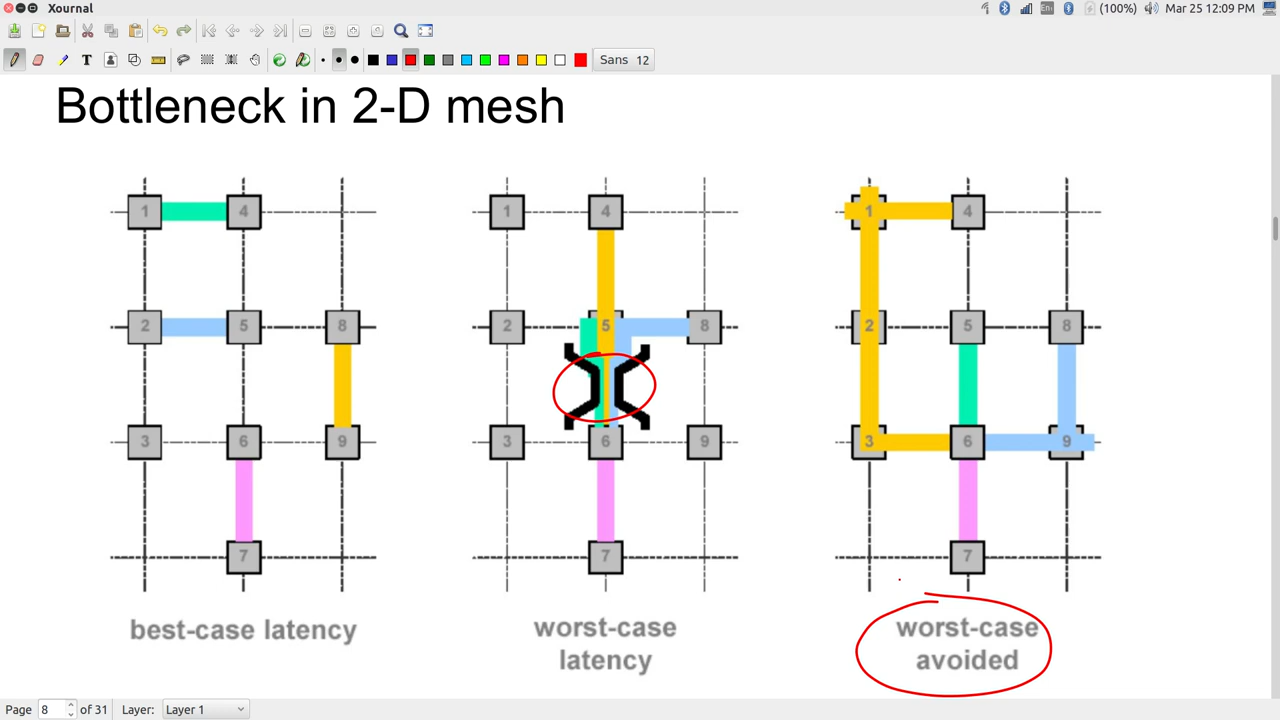 Xournal
En
(100%)
Mar 25 12:09 PM
T
Sans 12
Bottleneck in 2-D mesh
1 4
2 5 8
3 6 9
7
best-case latency
1 4
2 5 8
3 6 9
7
worst-case
latency
1 4
2 5 8
3 6 9
7
worst-case
avoided
Page 8 of 31 Layer: Layer 1